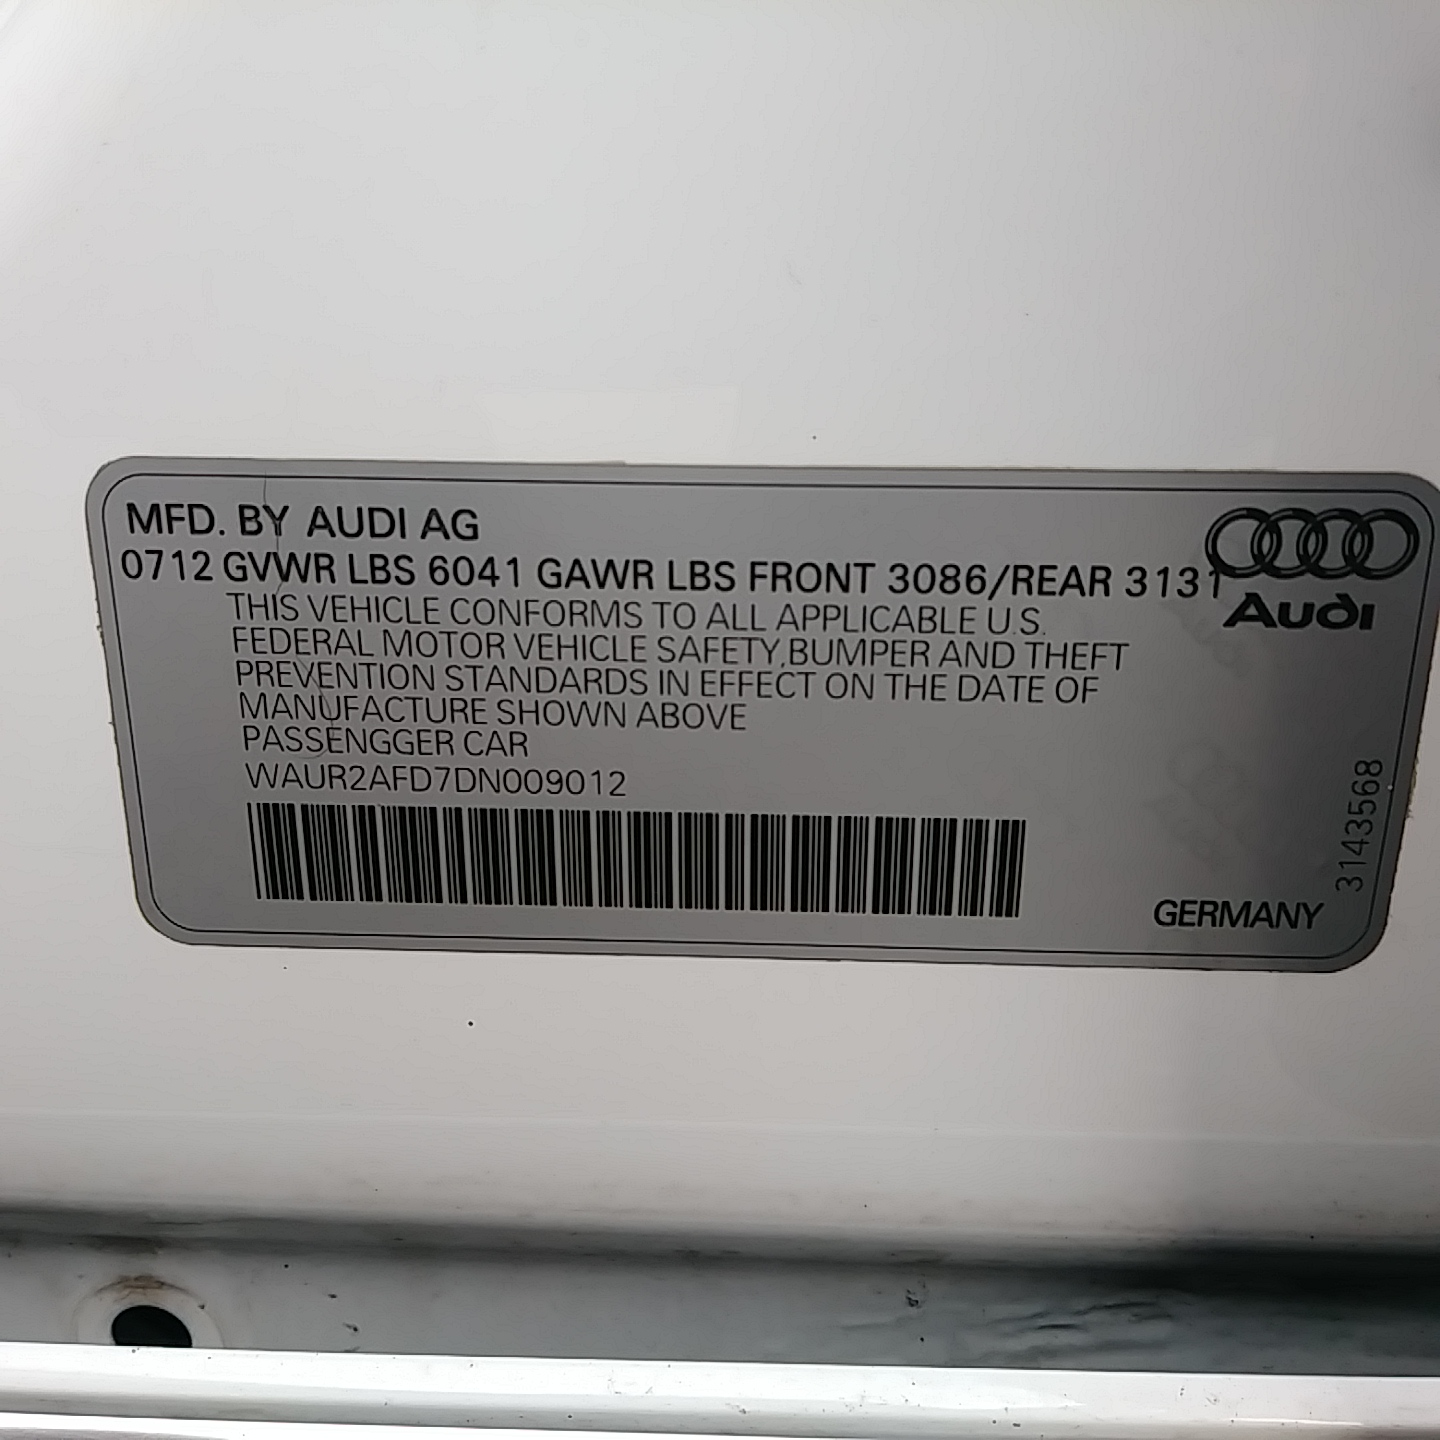 MFD. BY AUDI AG
0712 GVWR LBS 6041 GAWR LBS FRONT 3086/REAR 3131
Audi
THIS VEHICLE CONFORMS TO ALL APPLICABLE U.S.
FEDERAL MOTOR VEHICLE SAFETY,BUMPER AND THEFT
PREVENTION STANDARDS IN EFFECT ON THE DATE OF
MANUFACTURE SHOWN ABOVE
PASSENGGER CAR
WAUR2AFD7DN009012
3143568
GERMANY